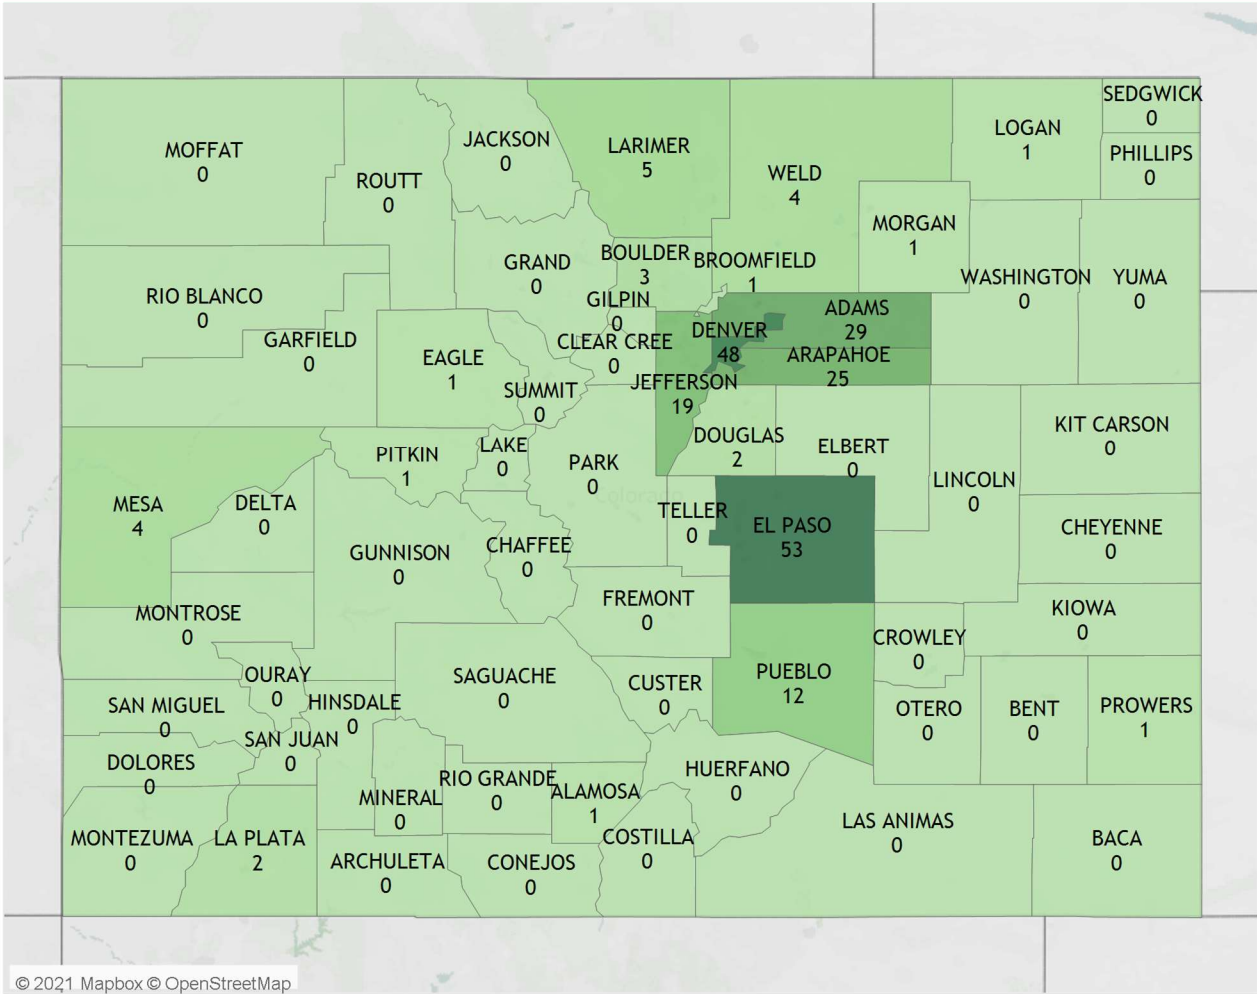 SEDGWICK
0
LOGAN
1
JACKSON
0
LARIMER
5
MOFFAT
0
PHILLIPS
0
WELD
4
ROUTT
0
MORGAN
1
BOULDER
3
BROOMFIELD
1
GRAND
0
WASHINGTON
0
YUMA
0
RIO BLANCO
0
GILPIN
0
ADAMS
29
DENVER
48
GARFIELD
0
CLEAR CREE
0
ARAPAHOE
25
EAGLE
1
JEFFERSON
19
SUMMIT
0
KIT CARSON
0
DOUGLAS
2
LAKE
0
ELBERT
0
PITKIN
1
PARK
0
LINCOLN
0
Colorado
MESA
4
DELTA
0
TELLER
0
EL PASO
53
CHEYENNE
0
CHAFFEE
0
GUNNISON
0
FREMONT
0
KIOWA
0
MONTROSE
0
CROWLEY
0
OURAY
0
SAGUACHE
0
PUEBLO
12
CUSTER
0
HINSDALE
0
SAN MIGUEL
0
OTERO
0
BENT
0
PROWERS
1
SAN JUAN
0
DOLORES
0
HUERFANO
0
RIO GRANDE
0
ALAMOSA
1
MINERAL
0
LAS ANIMAS
0
MONTEZUMA
0
LA PLATA
2
COSTILLA
0
BACA
0
ARCHULETA
0
CONEJOS
0
© 2021 Mapbox © OpenStreetMap